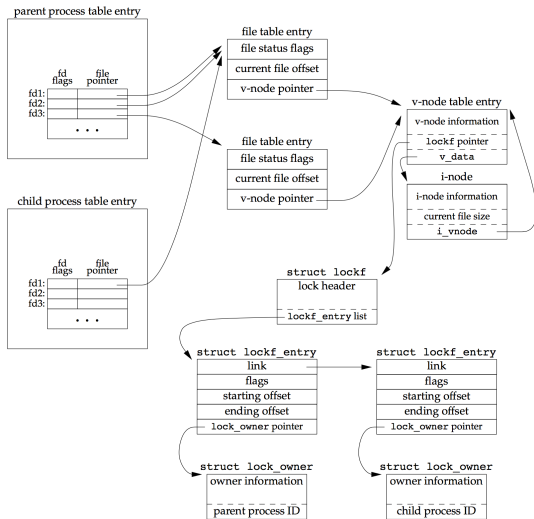 parent process table entry
fd flags
file pointer
fd1:
fd2:
fd3:
• • •
file table entry
file status flags
current file offset
v-node pointer
file table entry
file status flags
current file offset
v-node pointer
v-node table entry
v-node information
lockf pointer
v_data
i-node
i-node information
current file size
i_vnode
child process table entry
fd flags
file pointer
fd1:
fd2:
fd3:
• • •
struct lockf
lock header
lockf_entry list
struct lockf_entry
link
flags
starting offset
ending offset
lock_owner pointer
struct lockf_entry
link
flags
starting offset
ending offset
lock_owner pointer
struct lock_owner
owner information
parent process ID
struct lock_owner
owner information
child process ID